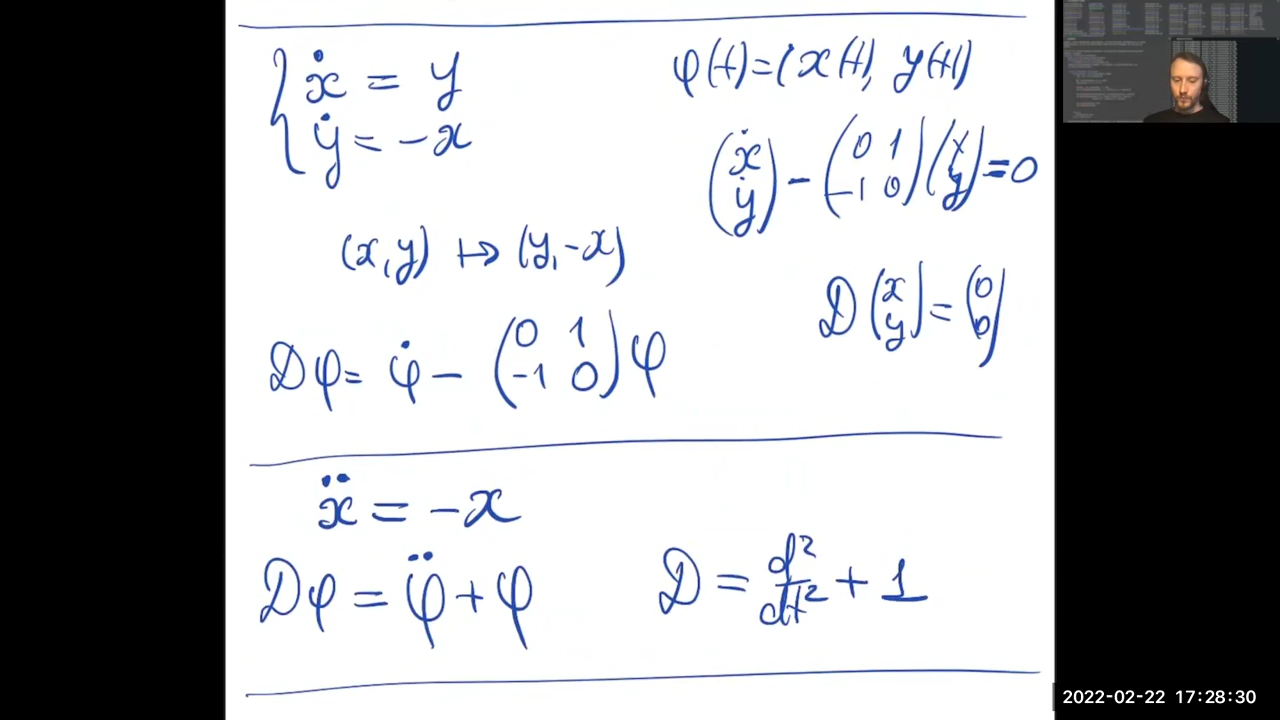 ẋ = y
φ(t)=(x(t), y(t))
ẏ = -x
(ẋ ẏ) - (0 1 -1 0)(x y) = 0
(x,y) ↦ (y,-x)
D(x y) = (0 0)
Dφ = φ̇ - (0 1 -1 0)φ
ẍ = -x
Dφ = φ̈ + φ
D = d²/dt² + 1
2022-02-22 17:28:30